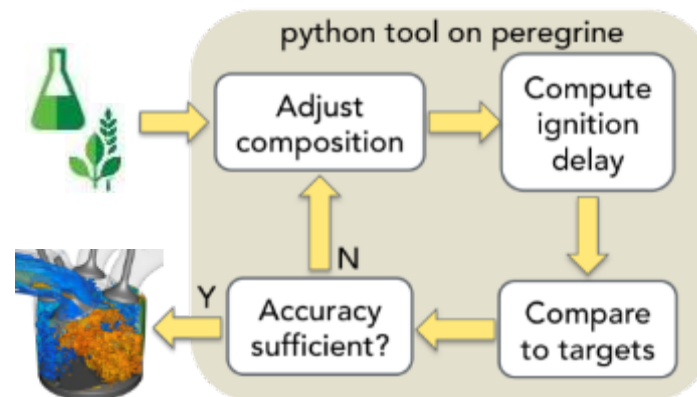 python tool on peregrine
Adjust
composition
Compute
ignition
delay
N
Y
Accuracy
sufficient?
Compare
to targets